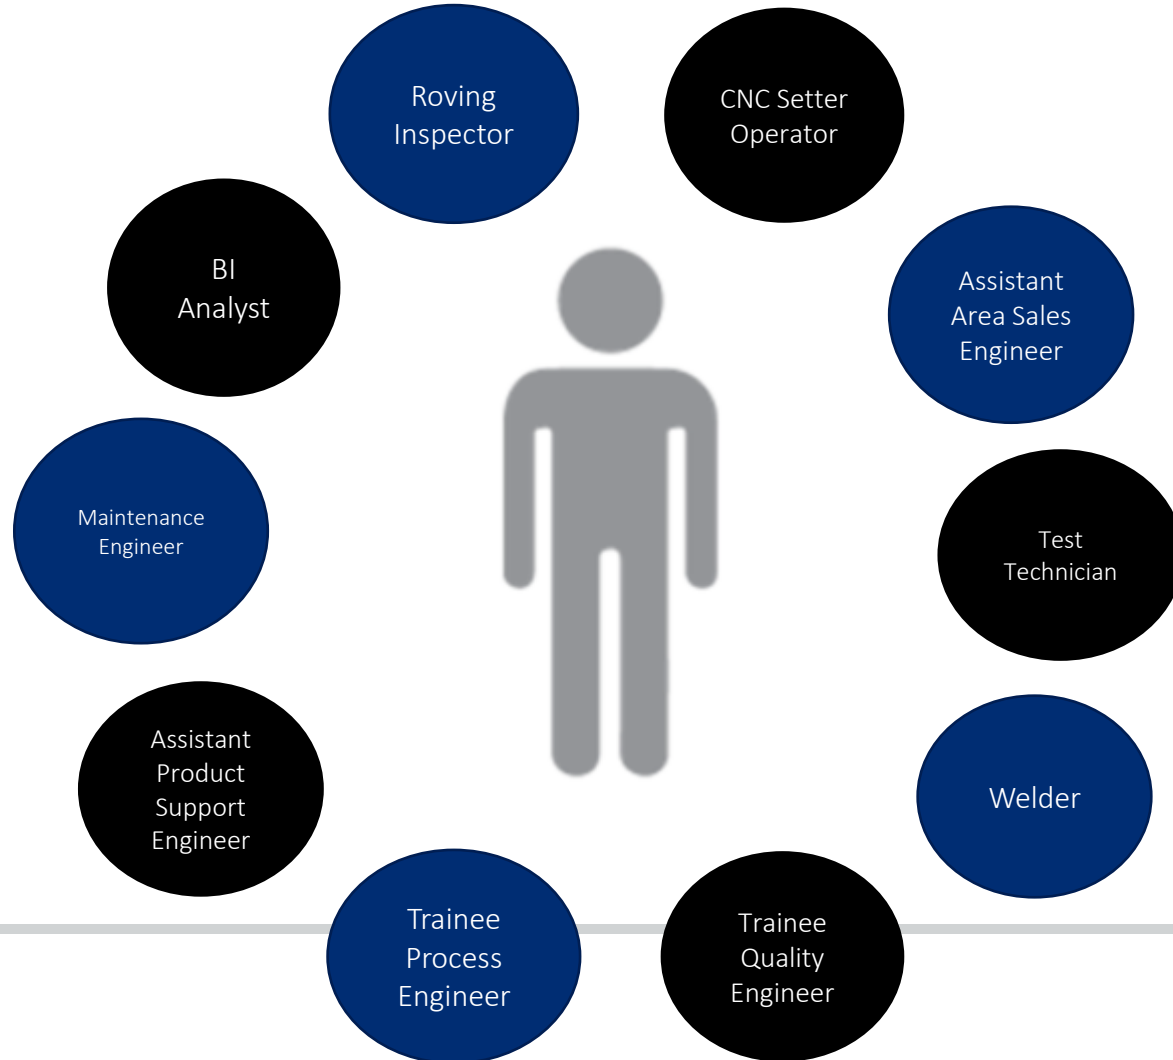 Roving
Inspector
CNC Setter
Operator
BI
Analyst
Assistant
Area Sales
Engineer
Maintenance
Engineer
Test
Technician
Assistant
Product
Support
Engineer
Welder
Trainee
Process
Engineer
Trainee
Quality
Engineer